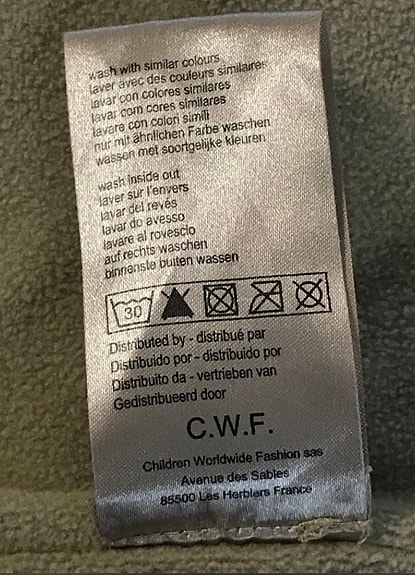 wash with similar colours
laver avec des couleurs similaires
lavar con colores similares
lavar com cores similares
lavare con colori simili
nur mit ähnlichen Farbe waschen
wassen met soortgelijke kleuren
wash inside out
laver sur l'envers
lavar del revés
lavar do avesso
lavare al rovescio
auf rechts waschen
binnenste buiten wassen
30
Distributed by - distribué par
Distribuido por - distribuido por
Distribuito da - vertrieben van
Gedistribueerd door
C.W.F.
Children Worldwide Fashion sas
Avenue des Sables
85500 Les Herbiers France